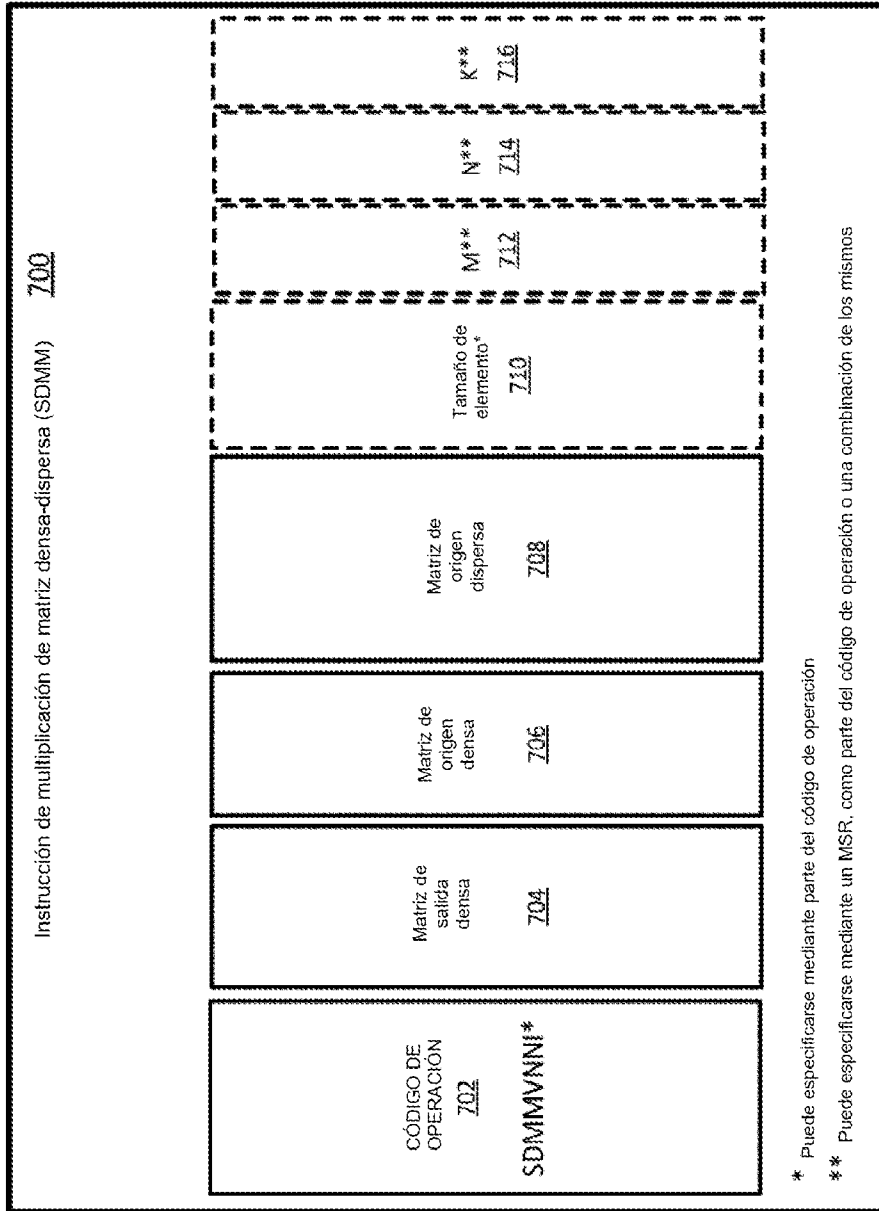 Instrucción de multiplicación de matriz densa-dispersa (SDMM) 700
CÓDIGO DE
OPERACIÓN
702
SDMMVNNI*
Matriz de
salida
densa
704
Matriz de
origen
densa
706
Matriz de
origen
dispersa
708
Tamaño de
elemento*
710
M**
712
N**
714
K**
716
* Puede especificarse mediante parte del código de operación
** Puede especificarse mediante un MSR, como parte del código de operación o una combinación de los mismos